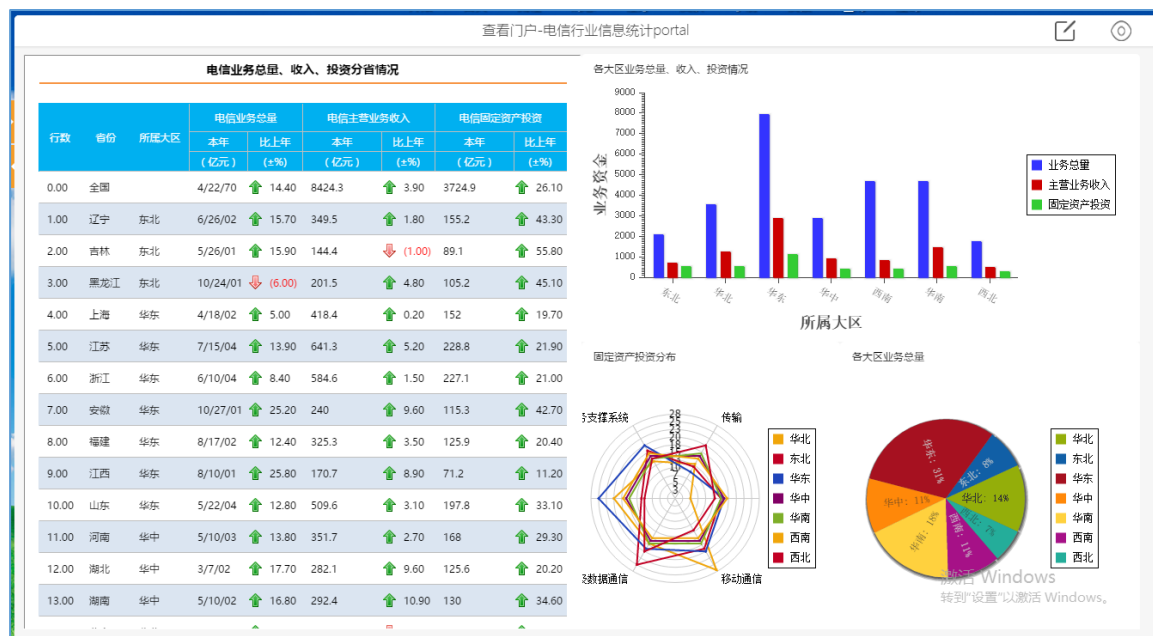 查看门户-电信行业信息统计portal
电信业务总量、收入、投资分省情况
行数 省份 所属大区 电信业务总量 电信主营业务收入 电信固定资产投资
本年 比上年 本年 比上年 本年 比上年
(亿元) (±%) (亿元) (±%) (亿元) (±%)
0.00 全国 4/22/70 14.40 8424.3 3.90 3724.9 26.10
1.00 辽宁 东北 6/26/02 15.70 349.5 1.80 155.2 43.30
2.00 吉林 东北 5/26/01 15.90 144.4 (1.00) 89.1 55.80
3.00 黑龙江 东北 10/24/01 (6.00) 201.5 4.80 105.2 45.10
4.00 上海 华东 4/18/02 5.00 418.4 0.20 152 19.70
5.00 江苏 华东 7/15/04 13.90 641.3 5.20 228.8 21.90
6.00 浙江 华东 6/10/04 8.40 584.6 1.50 227.1 21.00
7.00 安徽 华东 10/27/01 25.20 240 9.60 115.3 42.70
8.00 福建 华东 8/17/02 12.40 325.3 3.50 125.9 20.40
9.00 江西 华东 8/10/01 25.80 170.7 8.90 71.2 11.20
10.00 山东 华东 5/22/04 12.80 509.6 3.10 197.8 33.10
11.00 河南 华中 5/10/03 13.80 351.7 2.70 168 29.30
12.00 湖北 华中 3/7/02 17.70 282.1 9.60 125.6 20.20
13.00 湖南 华中 5/10/02 16.80 292.4 10.90 130 34.60
各大区业务总量、收入、投资情况
业务资金
9000
8000
7000
6000
5000
4000
3000
2000
1000
0
东北 华北 华东 华中 西南 华南 西北
所属大区
业务总量
主营业务收入
固定资产投资
固定资产投资分布
支撑系统
传输
移动通信
数据通信
28
25
23
20
18
15
10
5
3
华北
东北
华东
华中
华南
西南
西北
各大区业务总量
华东: 31%
东北: 8%
华北: 14%
西北: 7%
西南: 11%
华南: 18%
华中: 11%
华北
东北
华东
华中
华南
西南
西北
激活 Windows
转到"设置"以激活 Windows。